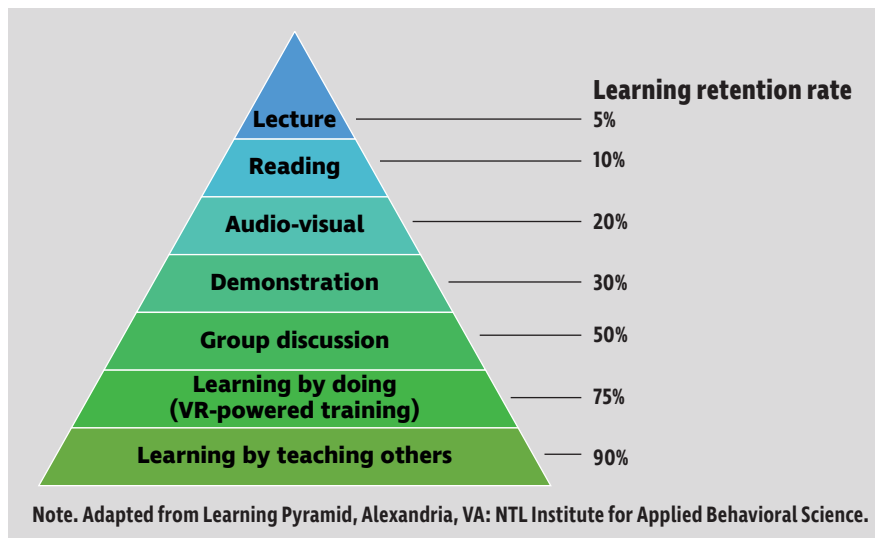 Learning retention rate
Lecture
5%
Reading
10%
Audio-visual
20%
Demonstration
30%
Group discussion
50%
Learning by doing
(VR-powered training)
75%
Learning by teaching others
90%
Note. Adapted from Learning Pyramid, Alexandria, VA: NTL Institute for Applied Behavioral Science.